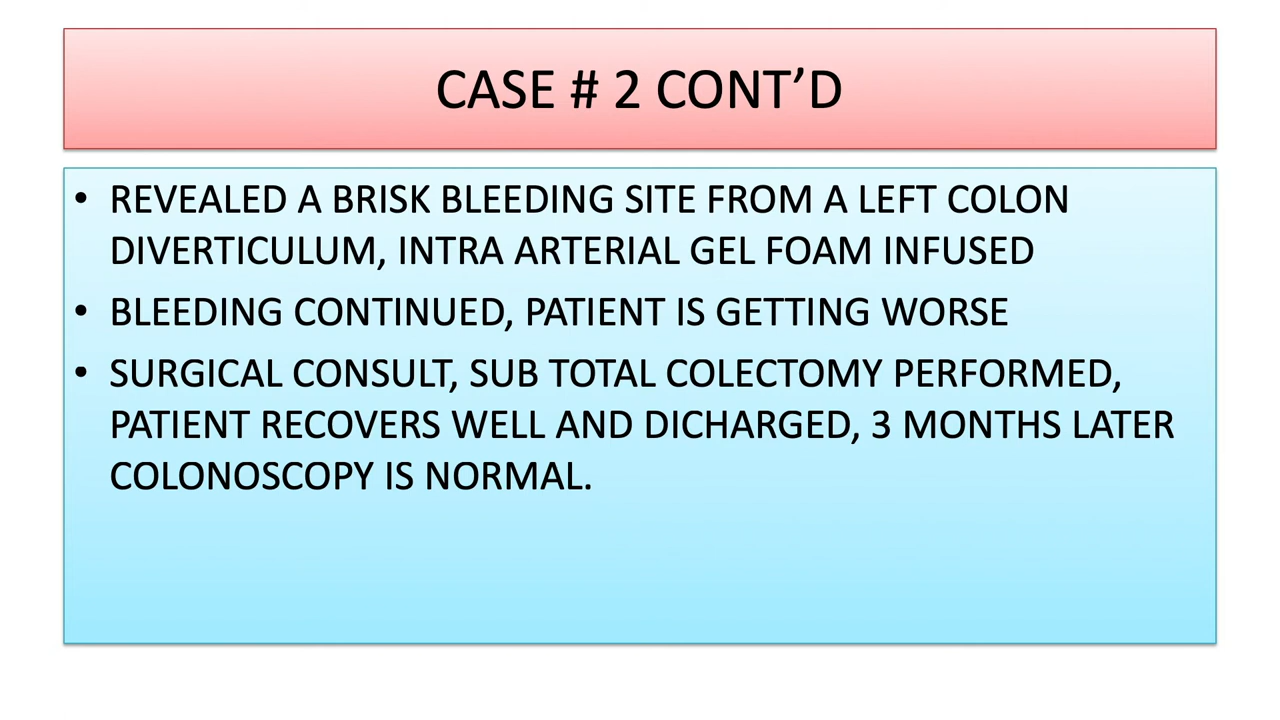 CASE # 2 CONT’D
• REVEALED A BRISK BLEEDING SITE FROM A LEFT COLON
DIVERTICULUM, INTRA ARTERIAL GEL FOAM INFUSED
• BLEEDING CONTINUED, PATIENT IS GETTING WORSE
• SURGICAL CONSULT, SUB TOTAL COLECTOMY PERFORMED,
PATIENT RECOVERS WELL AND DICHARGED, 3 MONTHS LATER
COLONOSCOPY IS NORMAL.